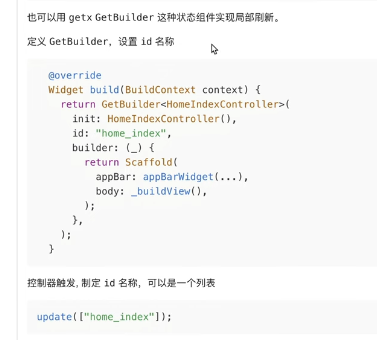 也可以用 getx GetBuilder 这种状态组件实现局部刷新。
定义 GetBuilder, 设置 id 名称
@override
Widget build(BuildContext context) {
  return GetBuilder<HomeIndexController>(
    init: HomeIndexController(),
    id: "home_index",
    builder: (_) {
      return Scaffold(
        appBar: appBarWidget(...),
        body: _buildView(),
      );
    },
  );
}
控制器触发, 制定 id 名称, 可以是一个列表
update(["home_index"]);